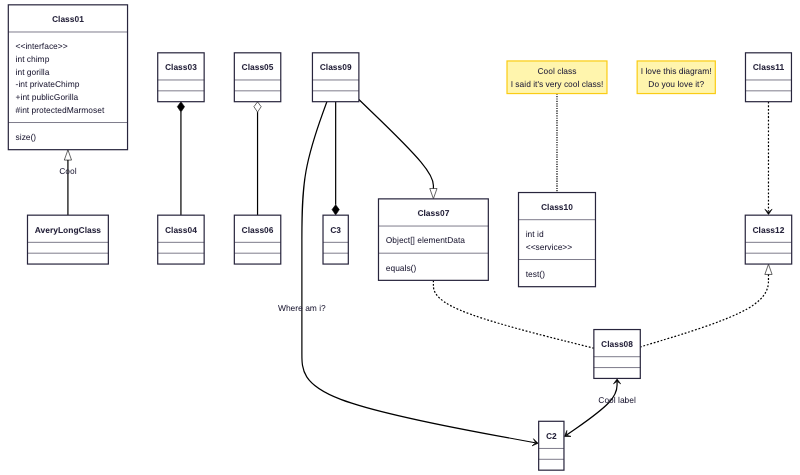 Class01
<<interface>>
int chimp
int gorilla
-int privateChimp
+int publicGorilla
#int protectedMarmoset
size()
Class03
Class05
Class09
Cool class
I said it's very cool class!
I love this diagram!
Do you love it?
Class11
Cool
AveryLongClass
Class04
Class06
C3
Class07
Object[] elementData
equals()
Class10
int id
<<service>>
test()
Class12
Where am i?
Class08
Cool label
C2